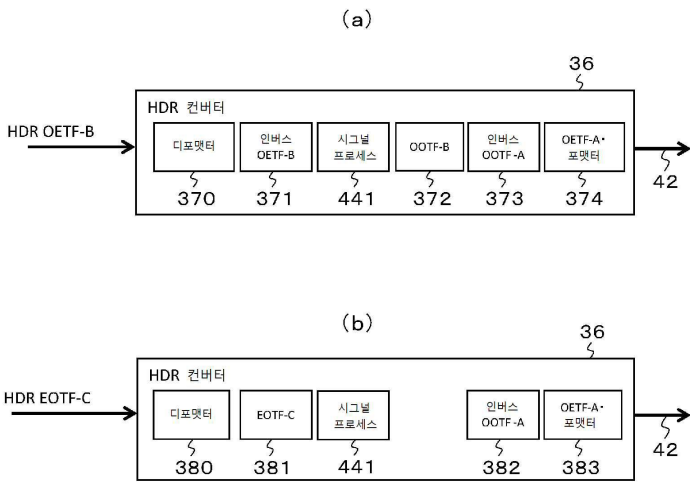 (a)
36
HDR 컨버터
HDR OETF-B
디포맷터
인버스
OETF-B
시그널
프로세스
OOTF-B
인버스
OOTF-A
OETF-A·
포맷터
370
371
441
372
373
374
42
(b)
36
HDR 컨버터
HDR EOTF-C
디포맷터
EOTF-C
시그널
프로세스
인버스
OOTF-A
OETF-A·
포맷터
380
381
441
382
383
42